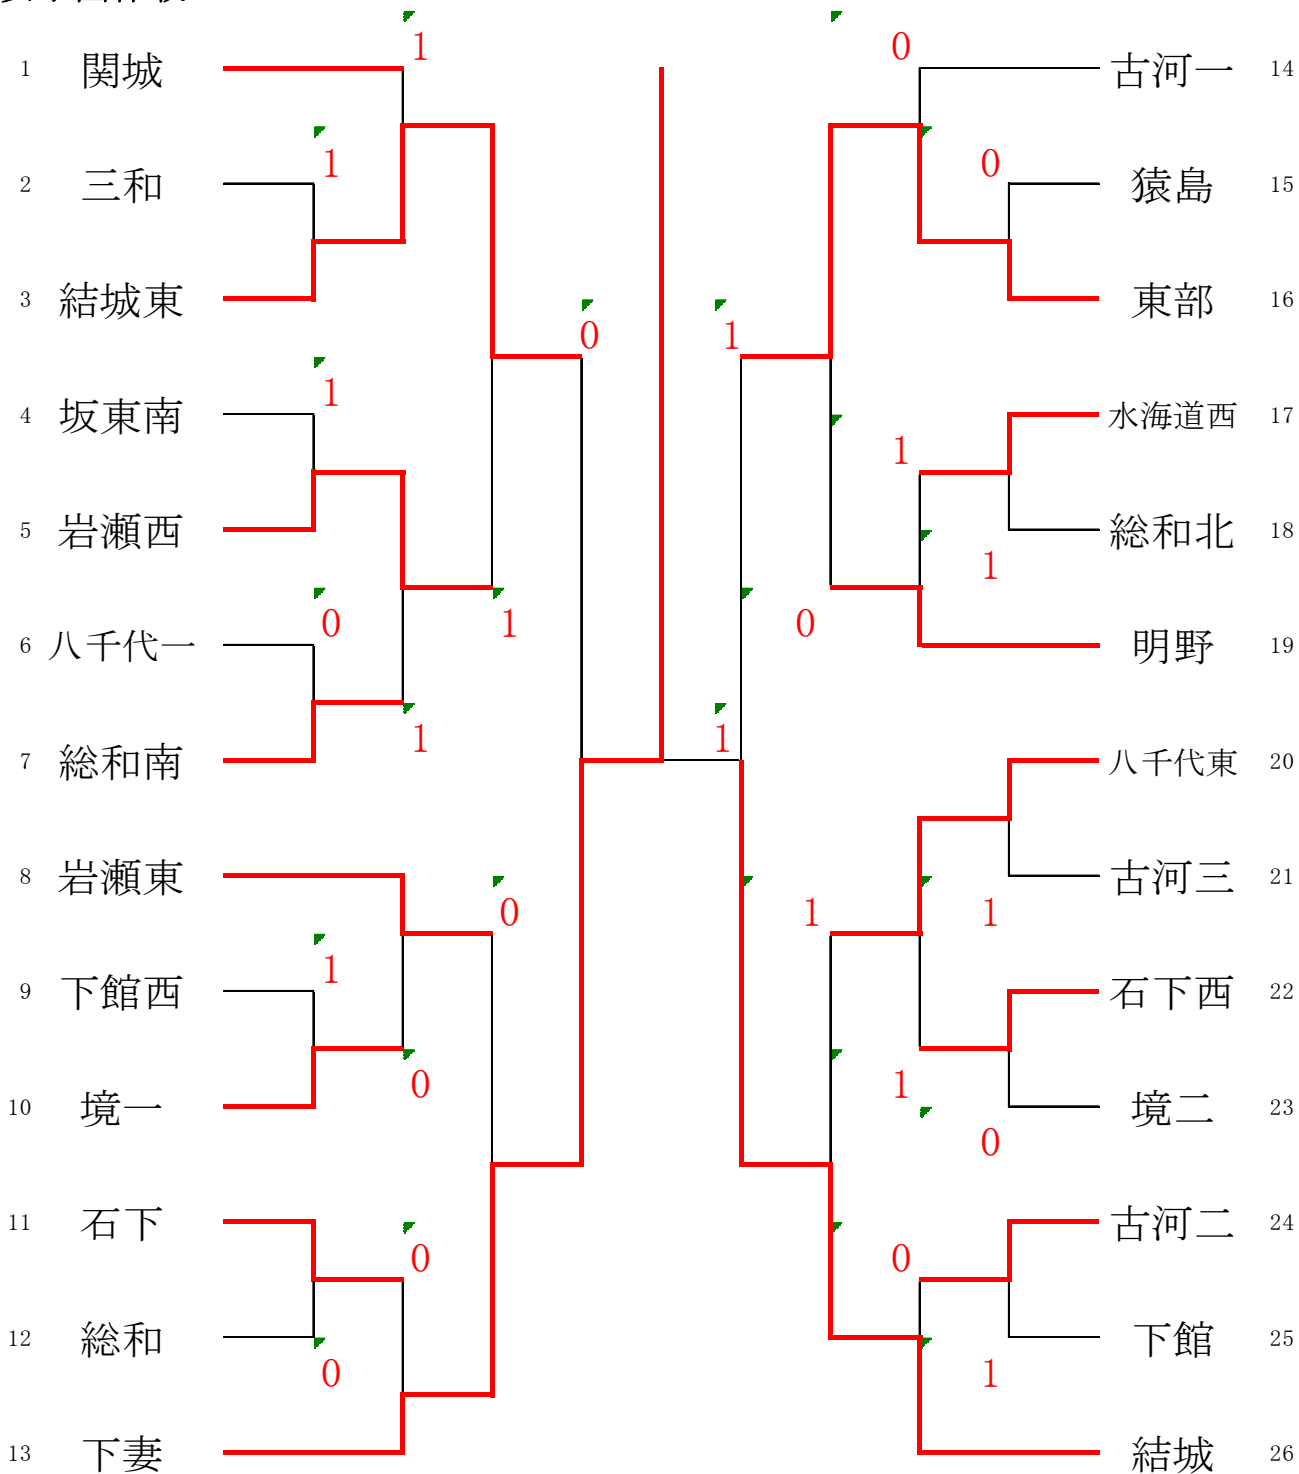 1 関城 1
0 古河一 14
2 三和 1
0 猿島 15
3 結城東
東部 16
0
1
4 坂東南 1
水海道西 17
1
5 岩瀬西
総和北 18
1
6 八千代一 0
1
0
明野 19
7 総和南 1
1
八千代東 20
8 岩瀬東
0
1
1
古河三 21
9 下館西 1
石下西 22
10 境一 0
1
境二 23
0
11 石下
古河二 24
0
0
12 総和 0
下館 25
1
13 下妻
結城 26